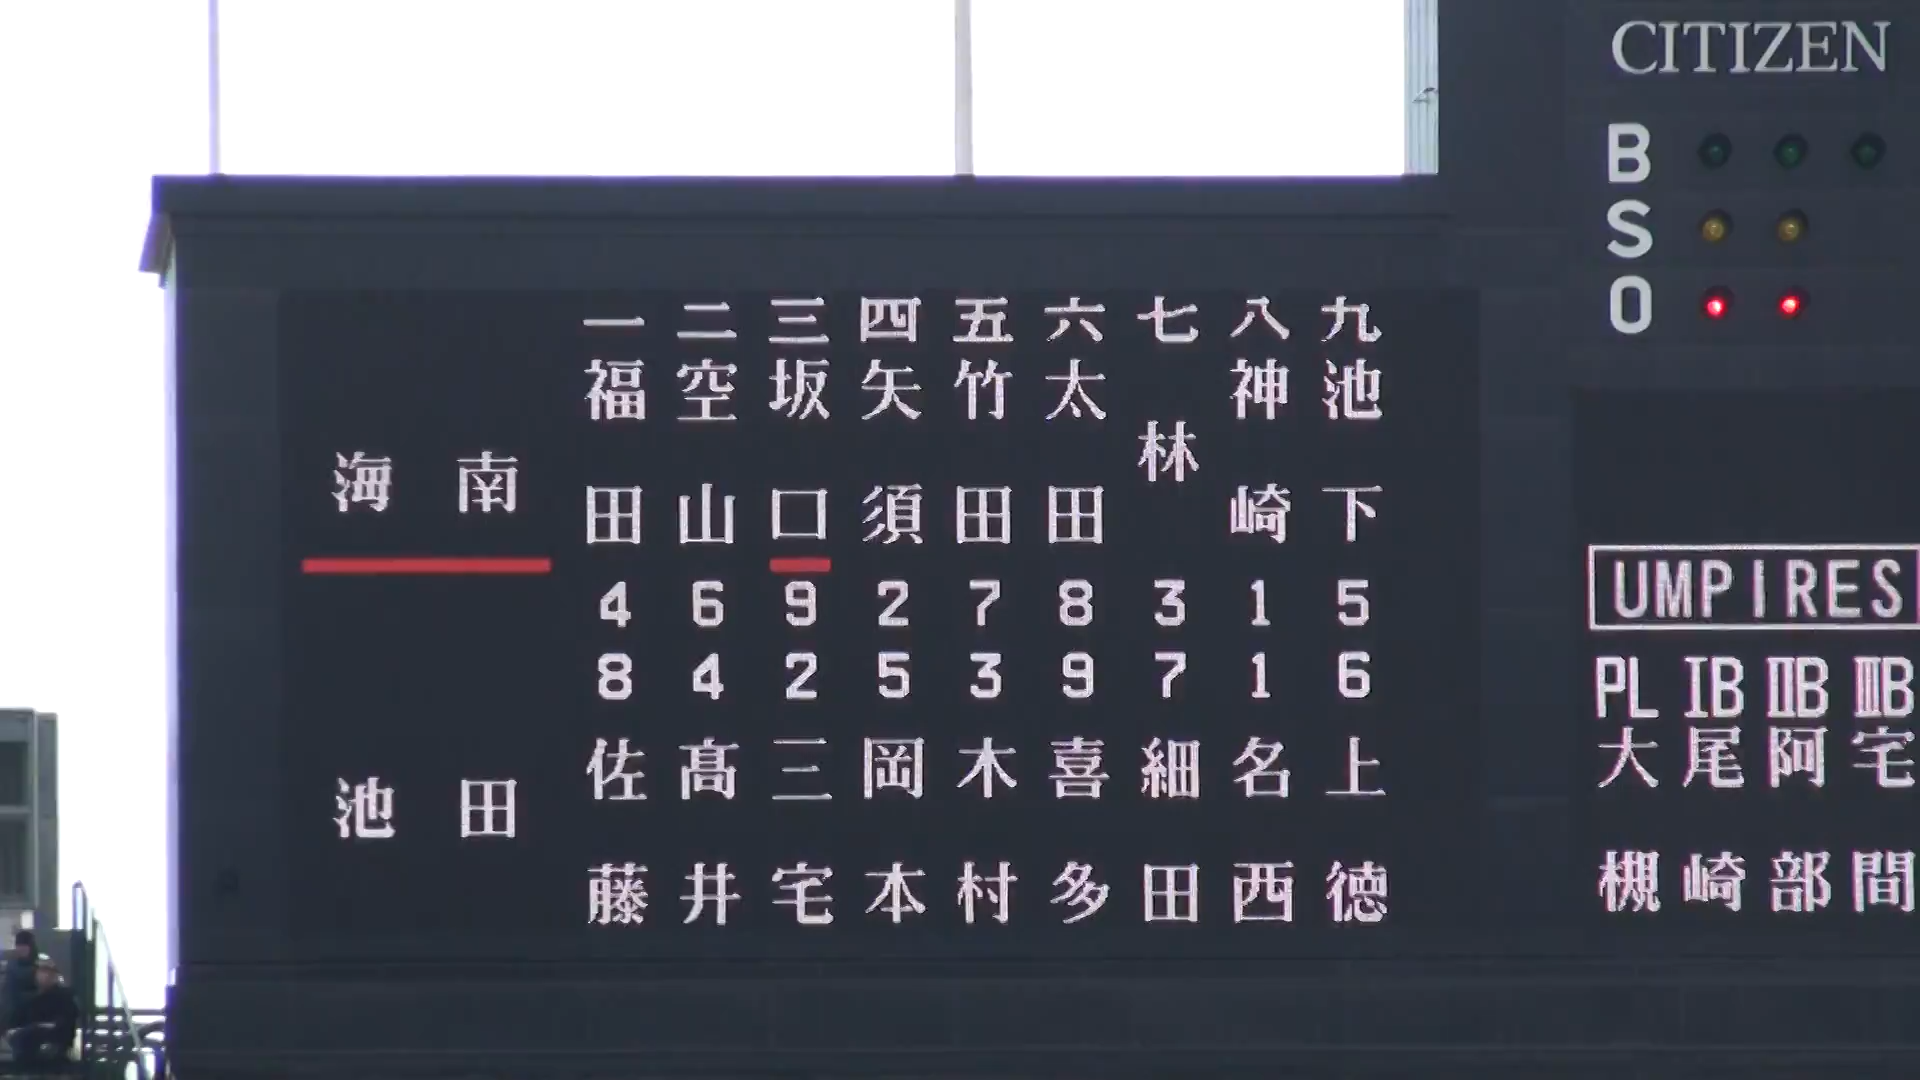 CITIZEN
B
S
O
一 二 三 四 五 六 七 八 九
海南
福田 空山 坂口 矢須 竹田 太田 林 神崎 池下
4 6 9 2 7 8 3 1 5
8 4 2 5 3 9 7 1 6
池田
佐藤 髙井 三宅 岡本 木村 喜多 細田 名西 上徳
UMPIRES
PL ⅠB ⅡB ⅢB
大槻 尾崎 阿部 宅間